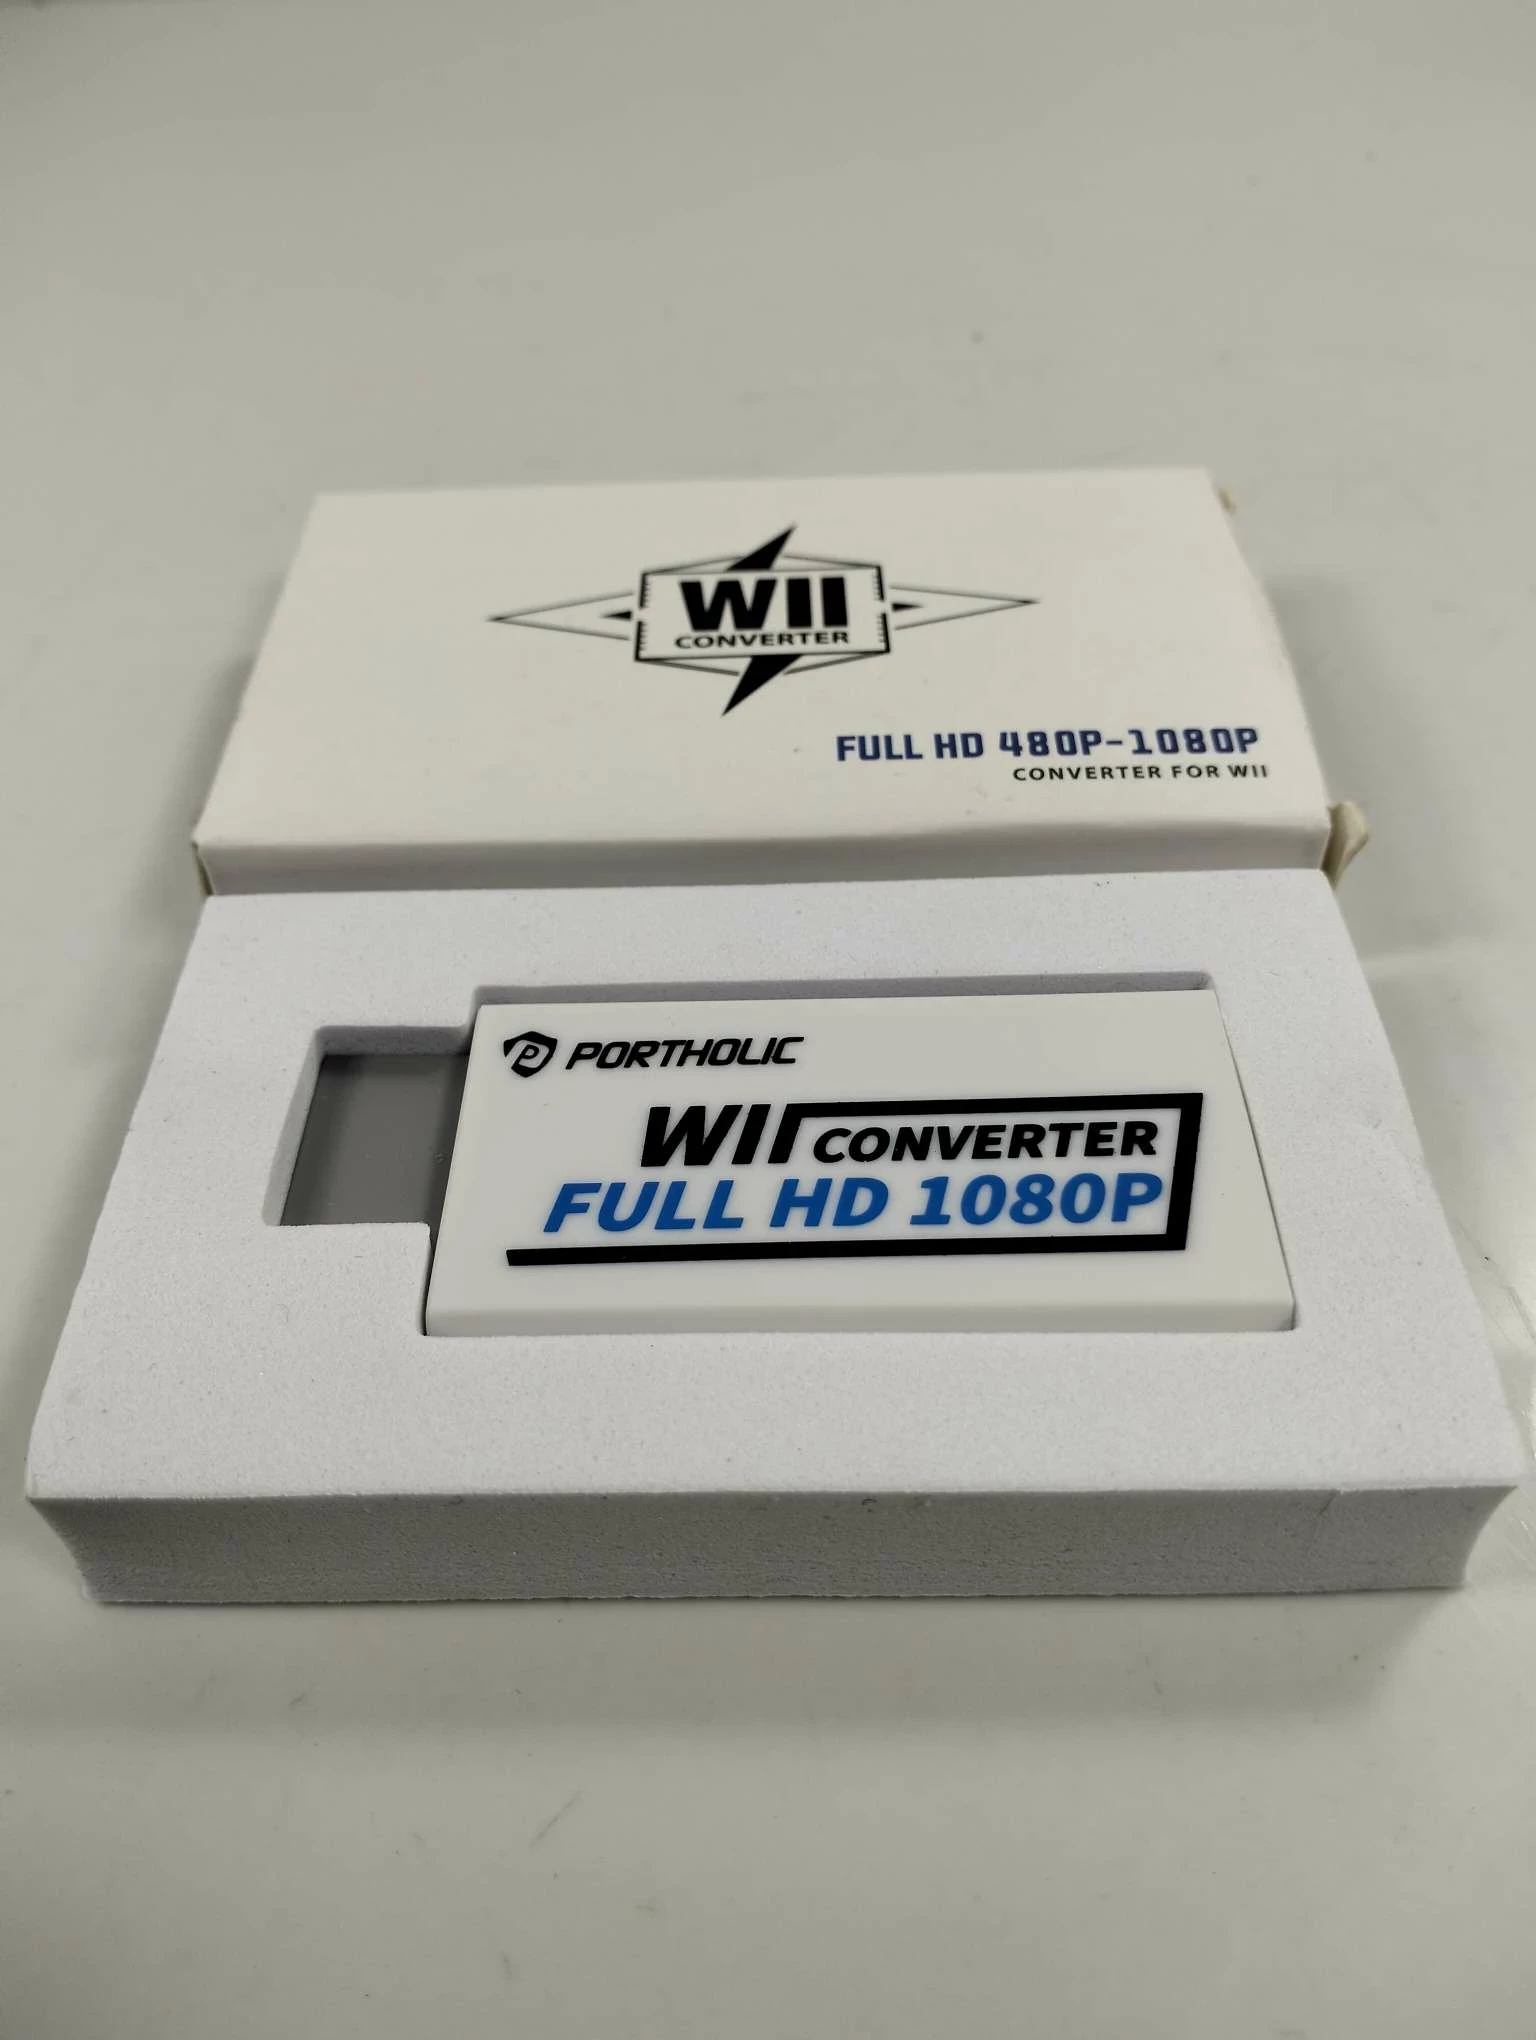 WII
CONVERTER
FULL HD 480P-1080P
CONVERTER FOR WII
P PORTHOLIC
WII CONVERTER
FULL HD 1080P